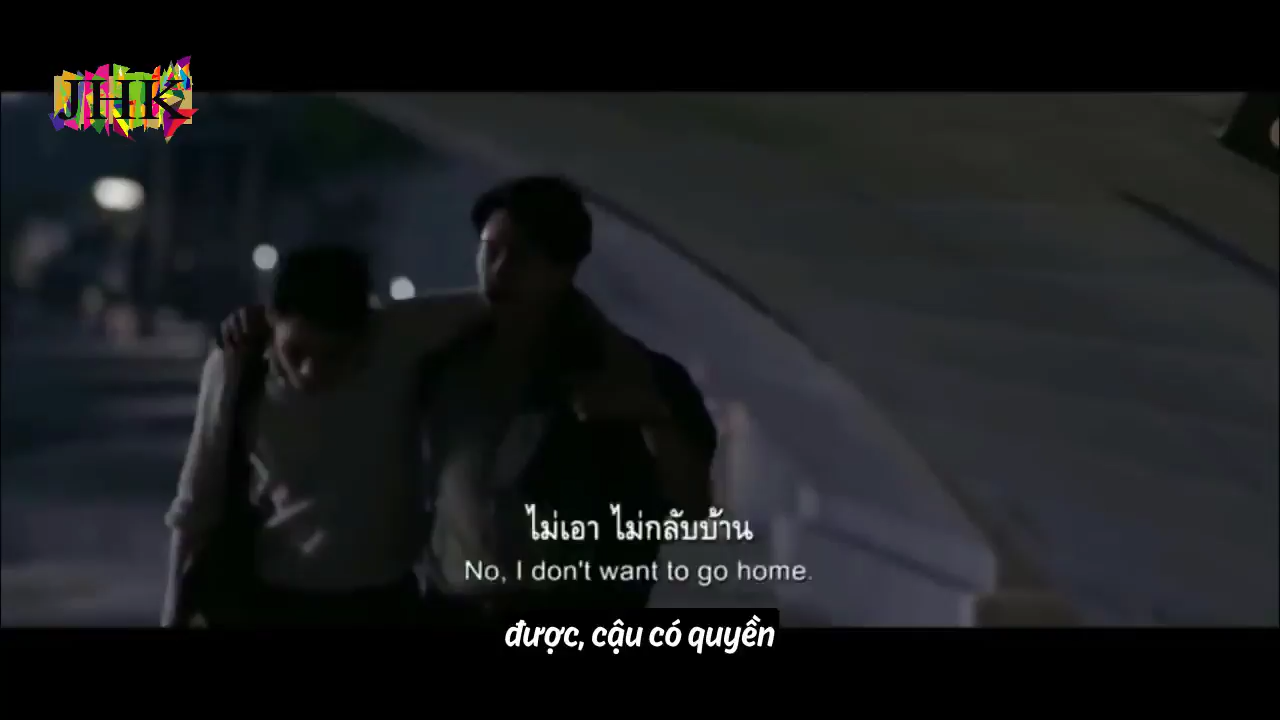 JHK
ไม่เอา ไม่กลับบ้าน
No, I don't want to go home.
được, cậu có quyền